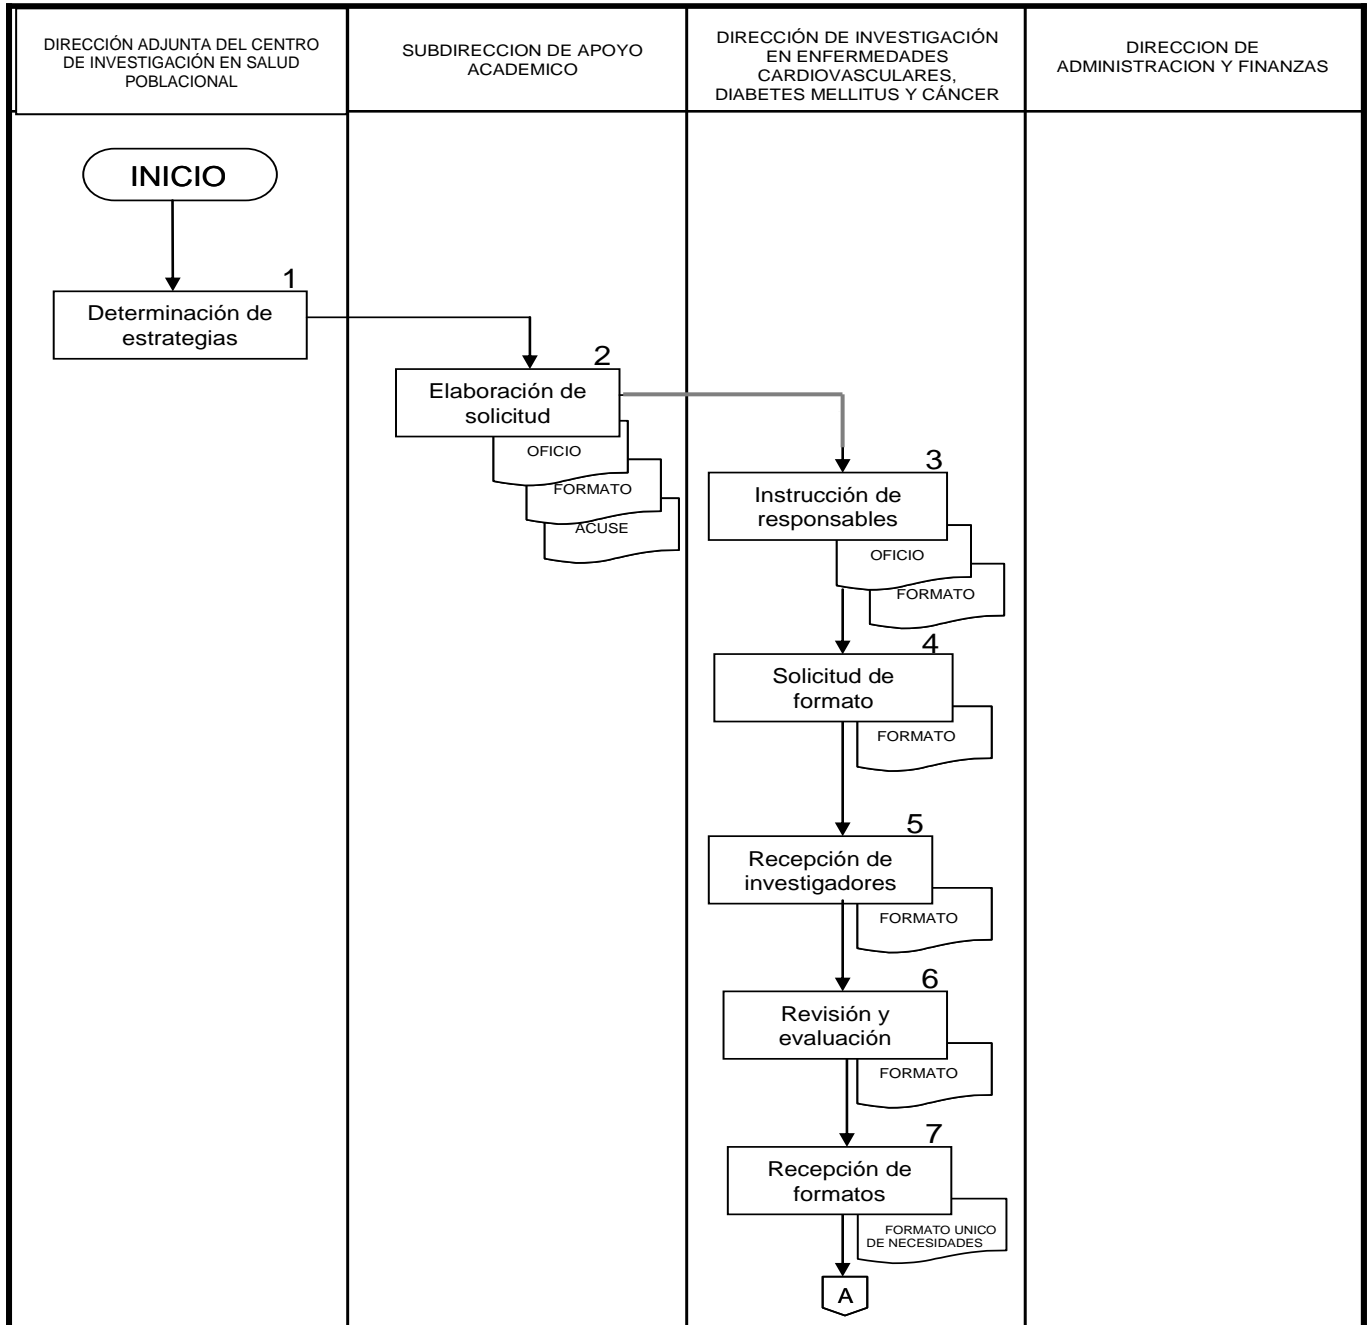 DIRECCIÓN ADJUNTA DEL CENTRO
DE INVESTIGACIÓN EN SALUD
POBLACIONAL
SUBDIRECCION DE APOYO
ACADEMICO
DIRECCIÓN DE INVESTIGACIÓN
EN ENFERMEDADES
CARDIOVASCULARES,
DIABETES MELLITUS Y CÁNCER
DIRECCION DE
ADMINISTRACION Y FINANZAS
INICIO
1
Determinación de
estrategias
2
Elaboración de
solicitud
OFICIO
FORMATO
ACUSE
3
Instrucción de
responsables
OFICIO
FORMATO
4
Solicitud de
formato
FORMATO
5
Recepción de
investigadores
FORMATO
6
Revisión y
evaluación
FORMATO
7
Recepción de
formatos
FORMATO UNICO
DE NECESIDADES
A